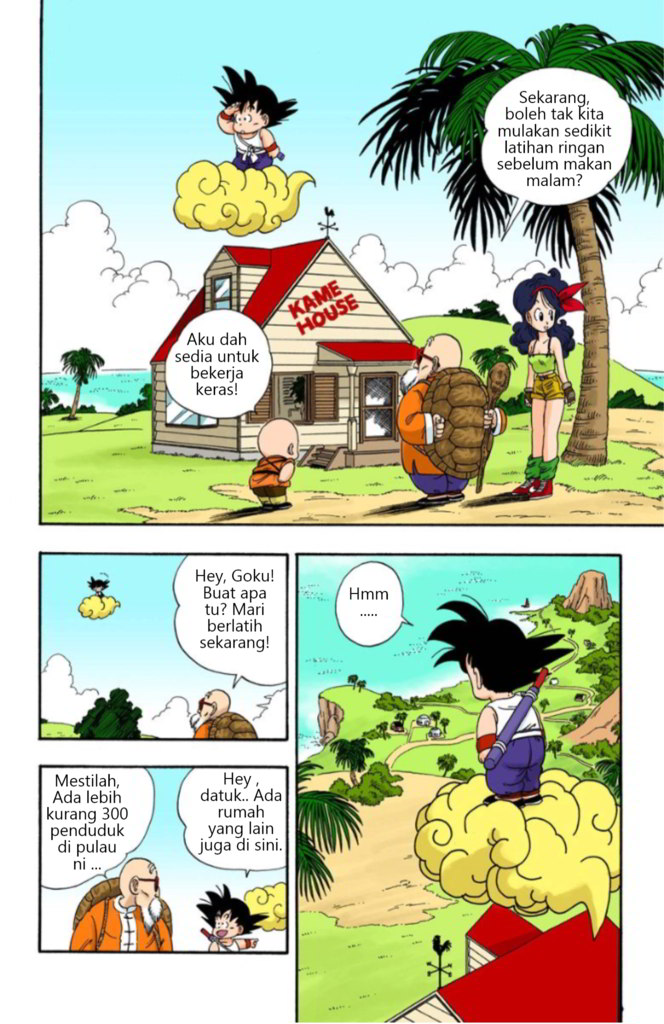 Sekarang,
boleh tak kita
mulakan sedikit
latihan ringan
sebelum makan
malam?
KAME
HOUSE
Aku dah
sedia untuk
bekerja
keras!
Hey, Goku!
Buat apa
tu? Mari
berlatih
sekarang!
Hmm
.....
Hey ,
datuk.. Ada
rumah
yang lain
juga di sini.
Mestilah,
Ada lebih
kurang 300
penduduk
di pulau
ni ...